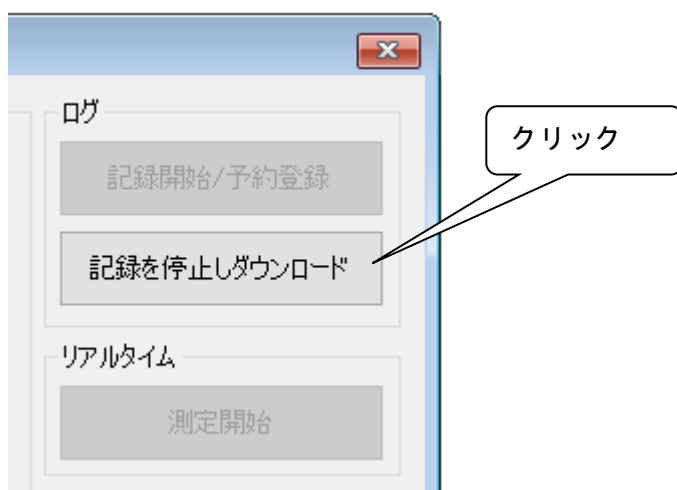 ログ
クリック
記録開始/予約登録
記録を停止しダウンロード
リアルタイム
測定開始